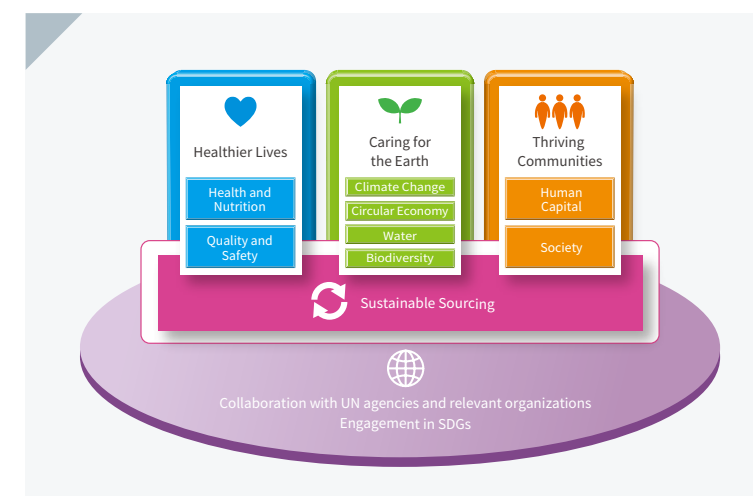 Healthier Lives
Health and
Nutrition
Quality and
Safety
Caring for
the Earth
Climate Change
Circular Economy
Water
Biodiversity
Thriving
Communities
Human
Capital
Society
Sustainable Sourcing
Collaboration with UN agencies and relevant organizations
Engagement in SDGs